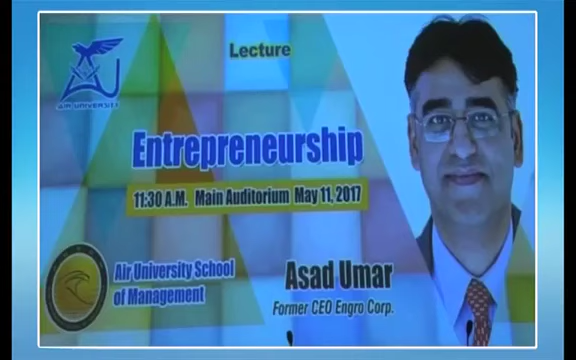 Lecture
AIR UNIVERSITY
Entrepreneurship
11:30 A.M. Main Auditorium May 11, 2017
Air University School
of Management
Asad Umar
Former CEO Engro Corp.